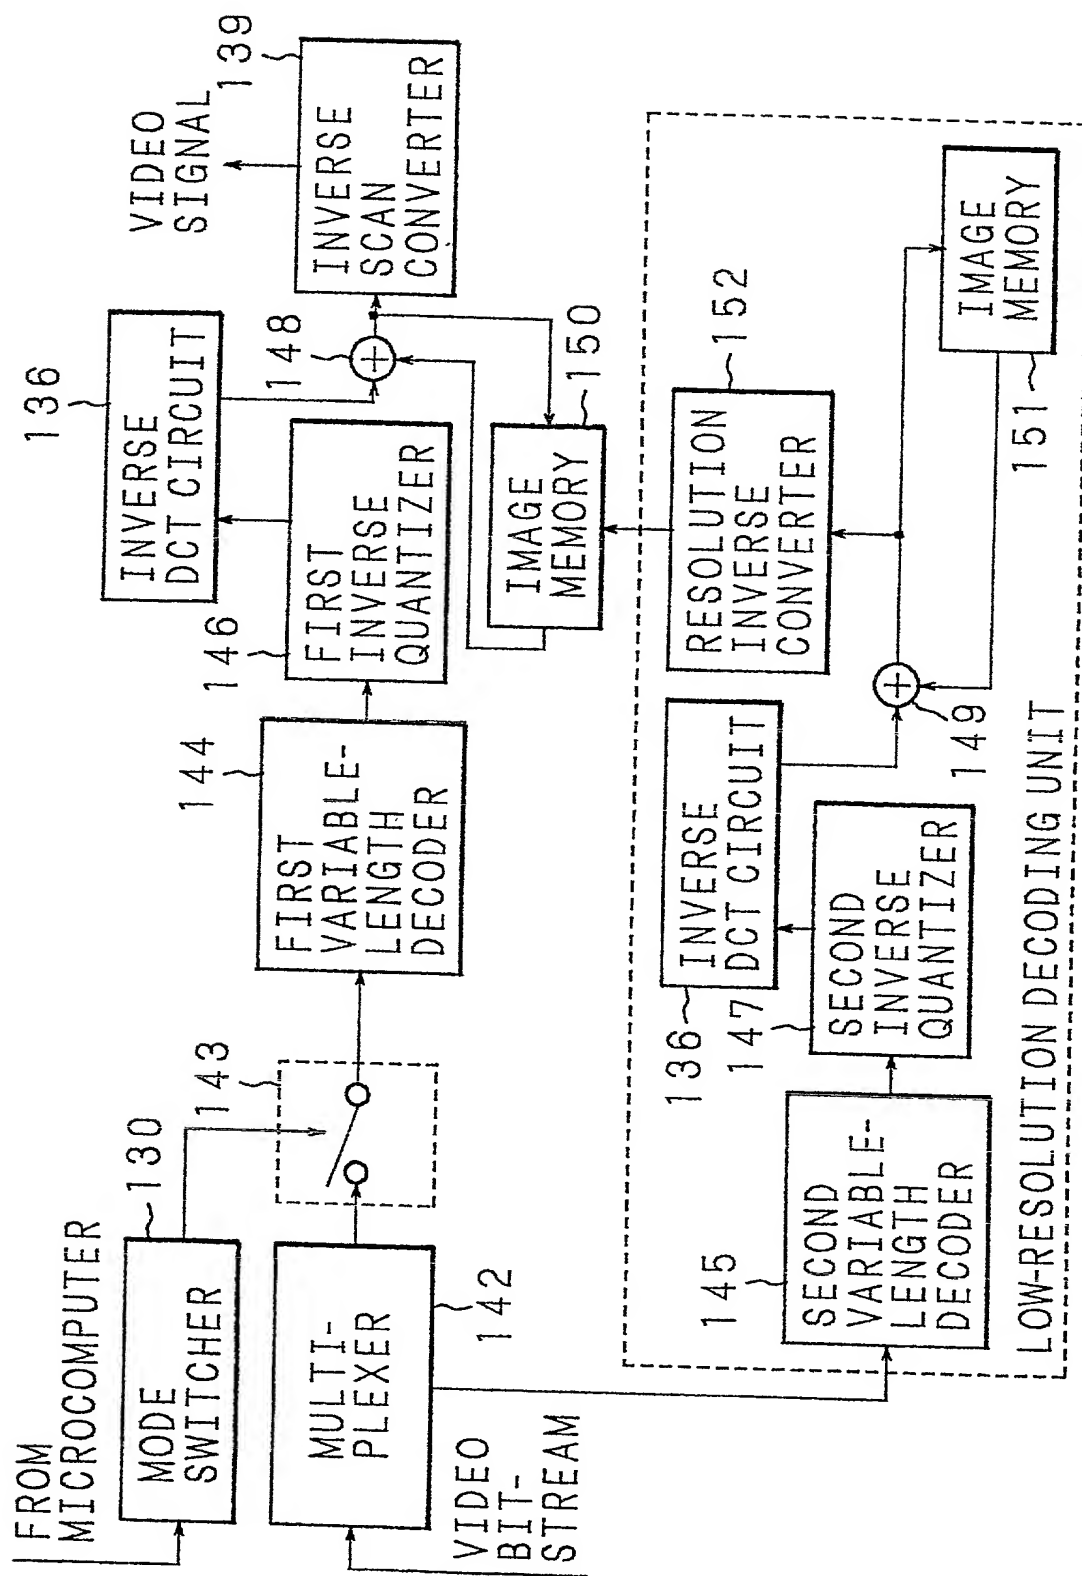 FROM
MICROCOMPUTER
MODE
SWITCHER
130
143
MULTI-
PLEXER
142
VIDEO
BIT-
STREAM
FIRST
VARIABLE-
LENGTH
DECODER
144
FIRST
INVERSE
QUANTIZER
146
INVERSE
DCT CIRCUIT
136
148
INVERSE
SCAN
CONVERTER
139
VIDEO
SIGNAL
IMAGE
MEMORY
150
SECOND
VARIABLE-
LENGTH
DECODER
145
SECOND
INVERSE
QUANTIZER
147
INVERSE
DCT CIRCUIT
136
149
RESOLUTION
INVERSE
CONVERTER
152
IMAGE
MEMORY
151
LOW-RESOLUTION DECODING UNIT